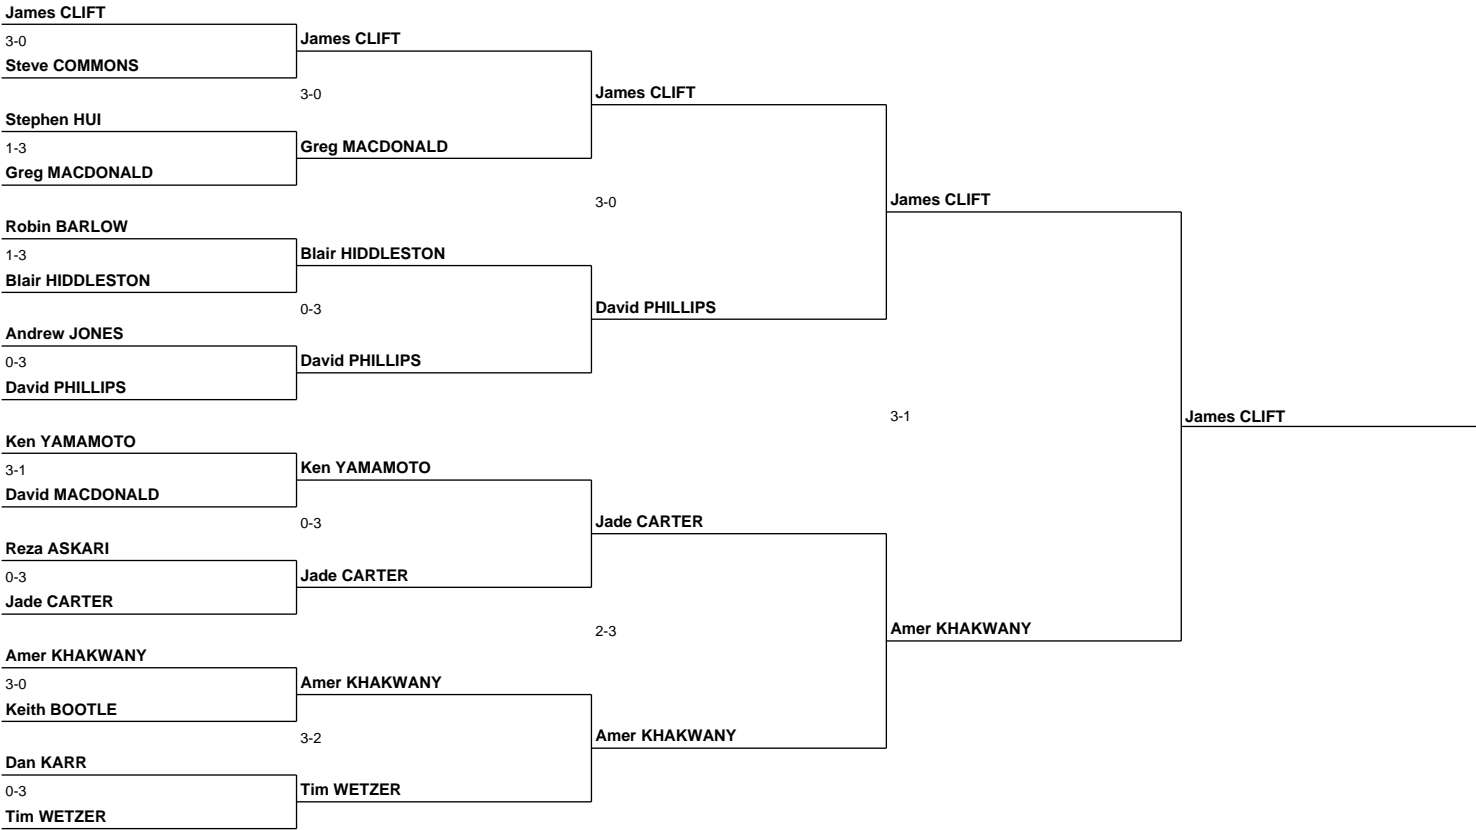 James CLIFT
3-0
Steve COMMONS
Stephen HUI
1-3
Greg MACDONALD
Robin BARLOW
1-3
Blair HIDDLESTON
Andrew JONES
0-3
David PHILLIPS
Ken YAMAMOTO
3-1
David MACDONALD
Reza ASKARI
0-3
Jade CARTER
Amer KHAKWANY
3-0
Keith BOOTLE
Dan KARR
0-3
Tim WETZER
James CLIFT
3-0
Greg MACDONALD
Blair HIDDLESTON
0-3
David PHILLIPS
Ken YAMAMOTO
0-3
Jade CARTER
Amer KHAKWANY
3-2
Tim WETZER
James CLIFT
3-0
David PHILLIPS
Jade CARTER
2-3
Amer KHAKWANY
James CLIFT
3-1
Amer KHAKWANY
James CLIFT